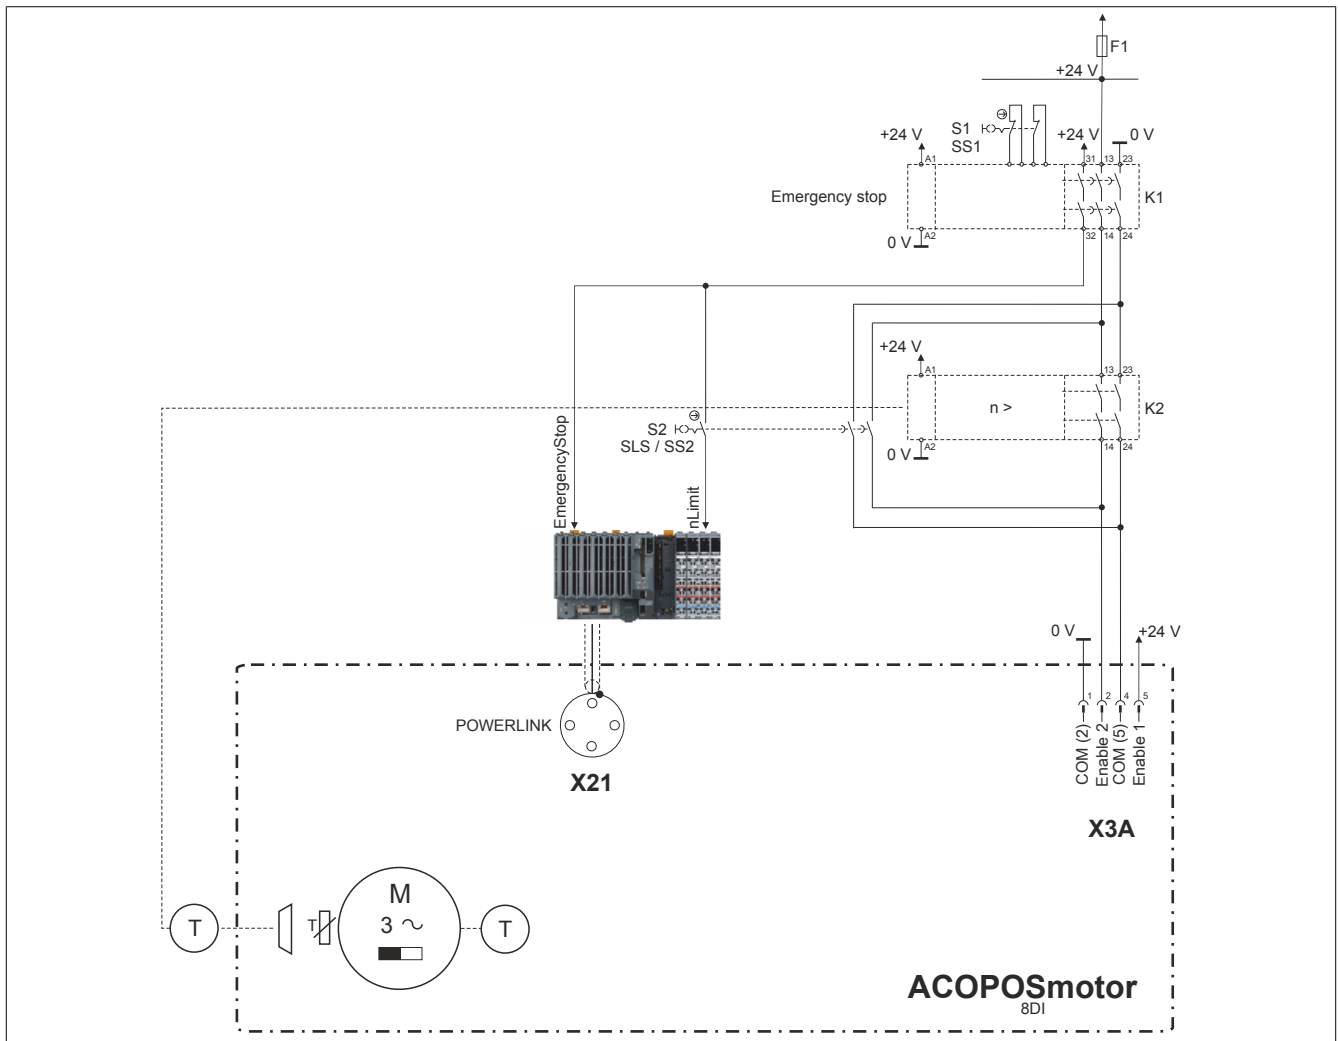 F1
+24 V
S1
SS1
+24 V
+24 V
0 V
A1
31
13
23
Emergency stop
K1
0 V
A2
32
14
24
+24 V
A1
13
23
n >
K2
S2
SLS / SS2
0 V
A2
14
24
EmergencyStop
nLimit
0 V
+24 V
1
2
4
5
COM (2)
Enable 2
COM (5)
Enable 1
POWERLINK
X21
X3A
M
3 ~
T
T
T
ACOPOSmotor
8DI